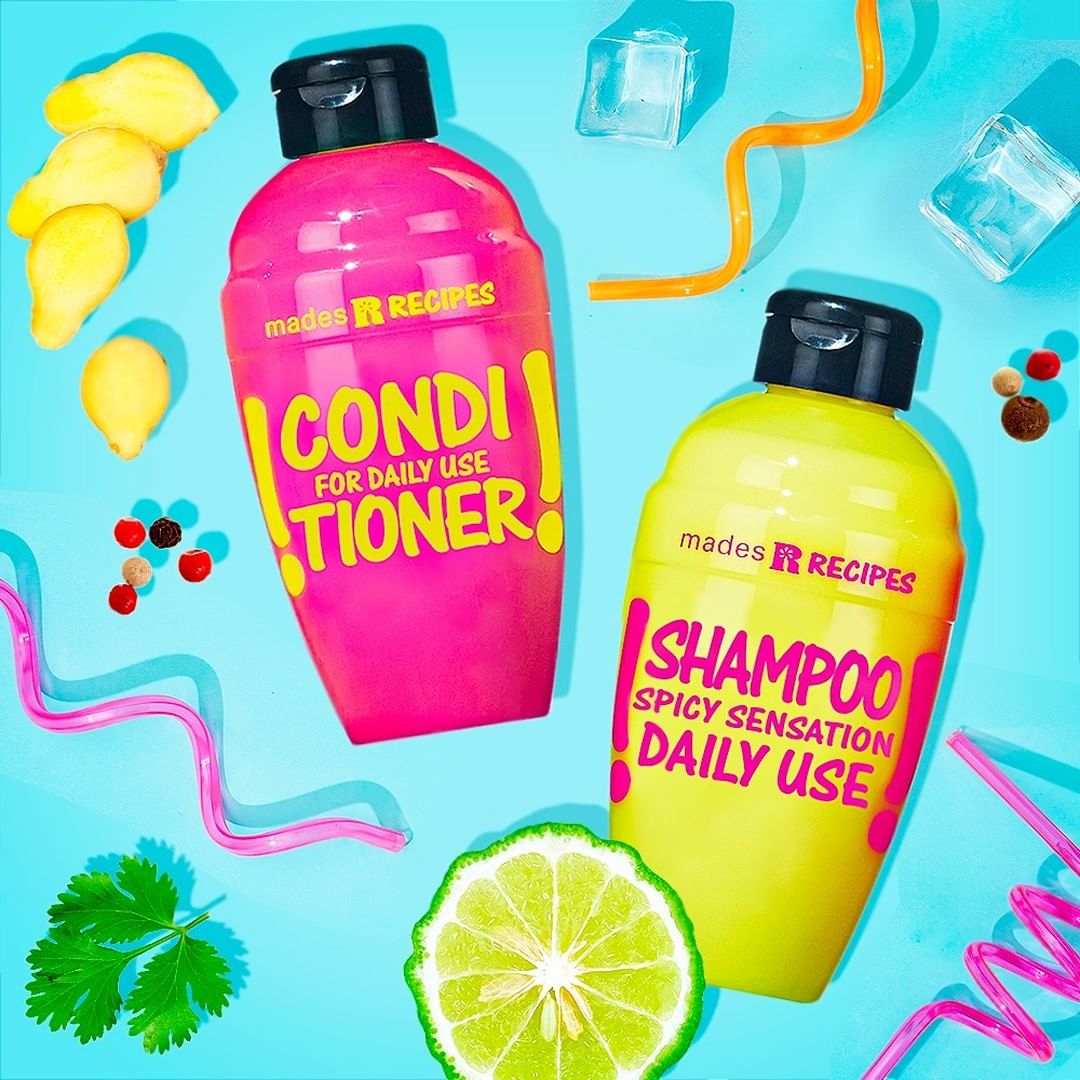 mades R RECIPES
! CONDI !
FOR DAILY USE
TIONER
mades R RECIPES
! SHAMPOO !
SPICY SENSATION
DAILY USE